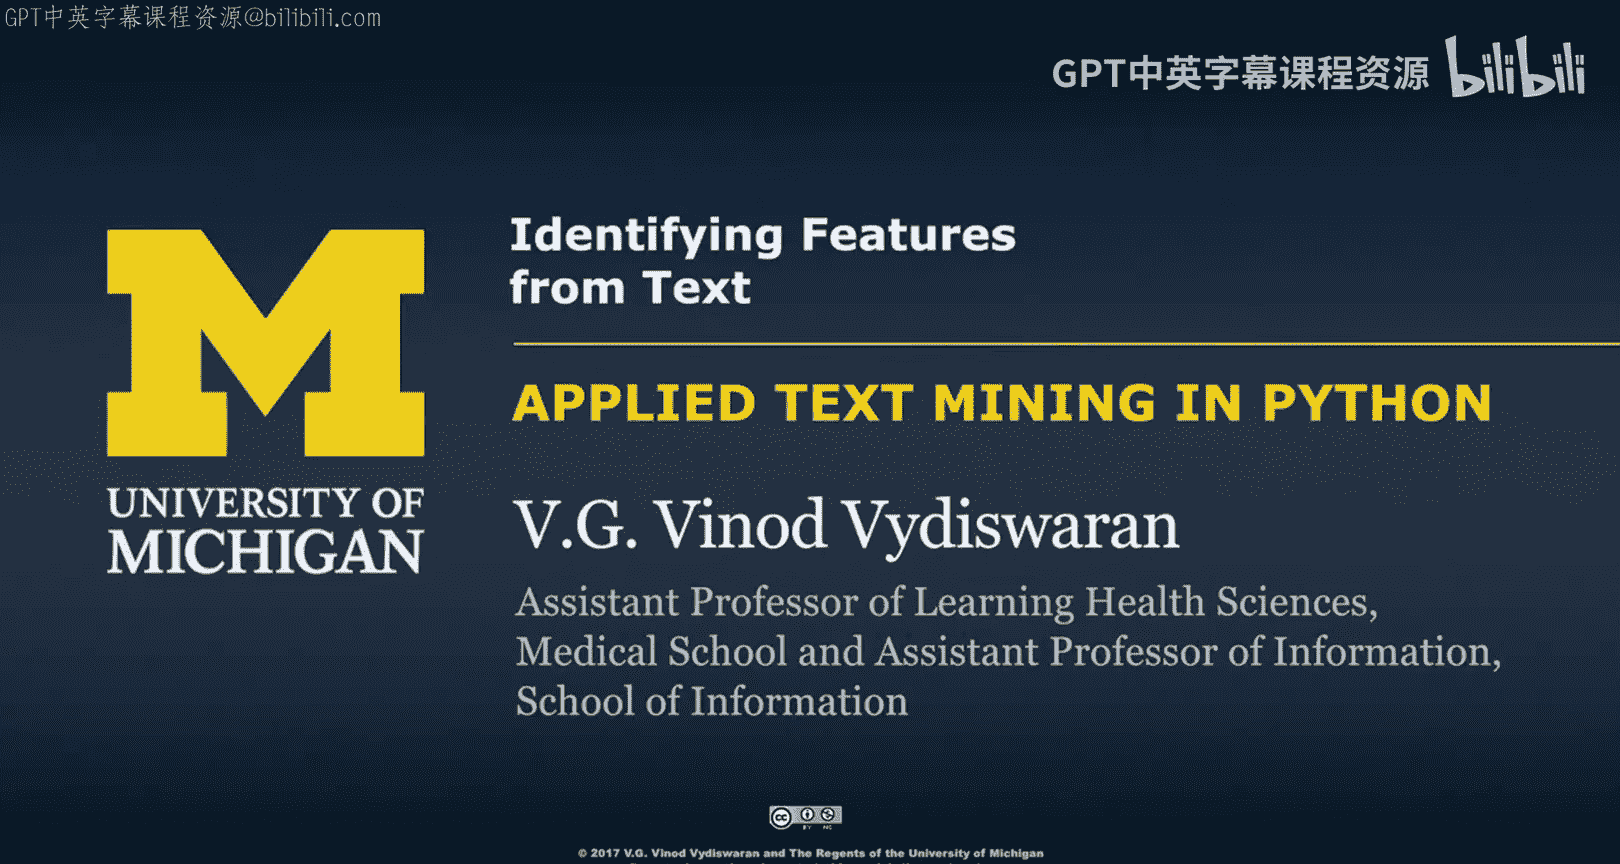 GPT中英字幕课程资源@bilibili.com
GPT中英字幕课程资源 bilibili
Identifying Features
from Text
APPLIED TEXT MINING IN PYTHON
UNIVERSITY OF
MICHIGAN
V.G. Vinod Vydiswaran
Assistant Professor of Learning Health Sciences,
Medical School and Assistant Professor of Information,
School of Information
cc
BY NC
© 2017 V.G. Vinod Vydiswaran and The Regents of the University of Michigan